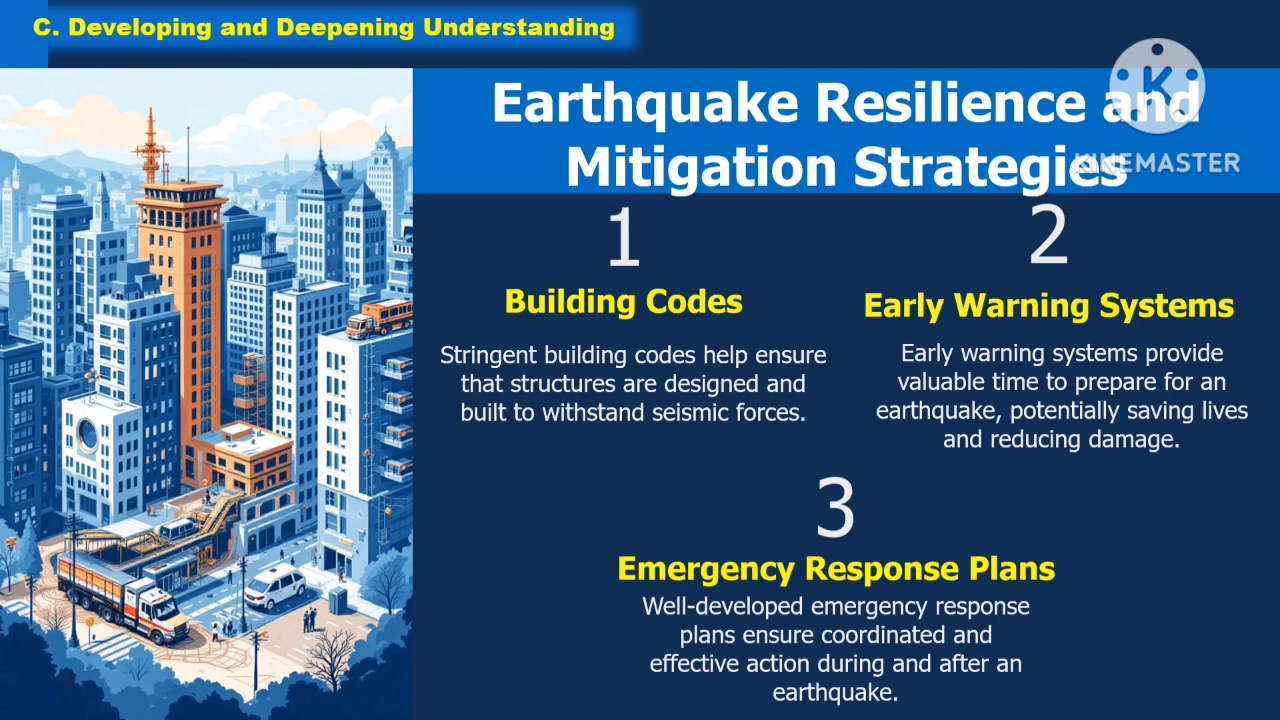 C. Developing and Deepening Understanding
Earthquake Resilience and
Mitigation Strategies
K
KINEMASTER
1
Building Codes
Stringent building codes help ensure
that structures are designed and
built to withstand seismic forces.
2
Early Warning Systems
Early warning systems provide
valuable time to prepare for an
earthquake, potentially saving lives
and reducing damage.
3
Emergency Response Plans
Well-developed emergency response
plans ensure coordinated and
effective action during and after an
earthquake.